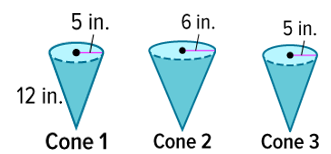 5 in. 6 in. 5 in.
12 in.
Cone 1 Cone 2 Cone 3